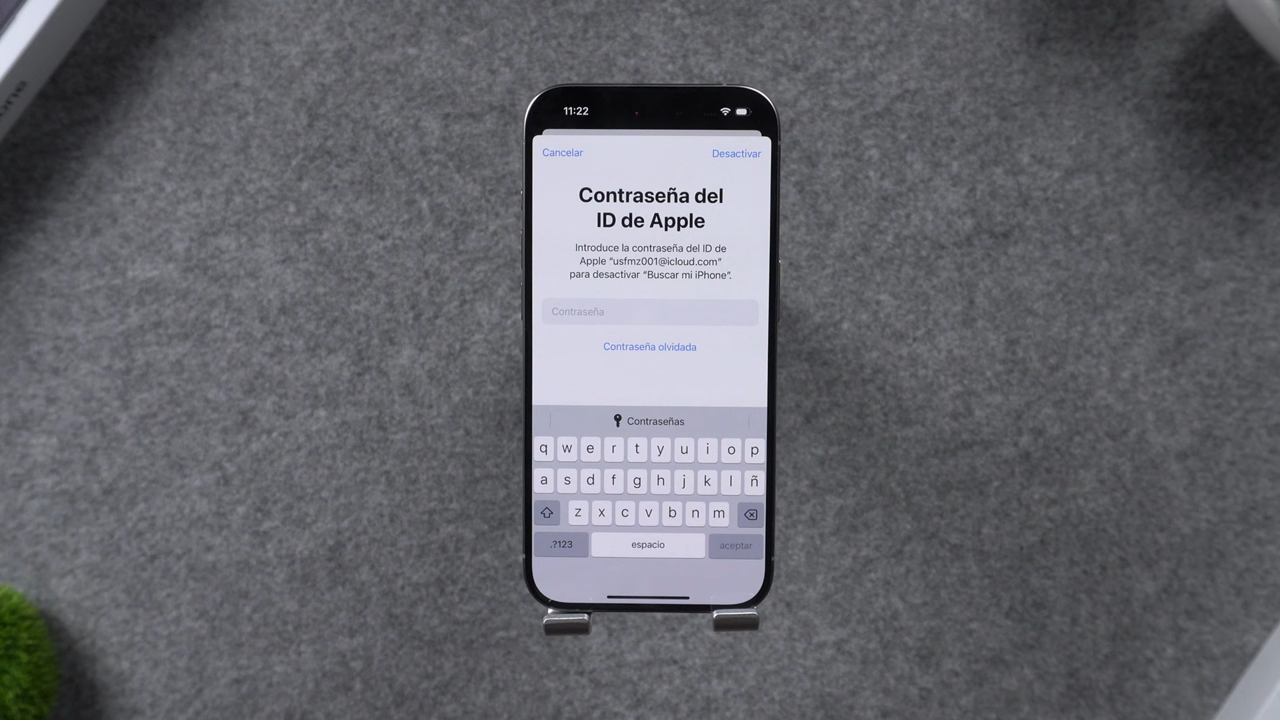 one
11:22
Cancelar
Desactivar
Contraseña del
ID de Apple
Introduce la contraseña del ID de
Apple “usfmz001@icloud.com”
para desactivar “Buscar mi iPhone”.
Contraseña
Contraseña olvidada
Contraseñas
q w e r t y u i o p
a s d f g h j k l ñ
z x c v b n m
.?123 espacio aceptar